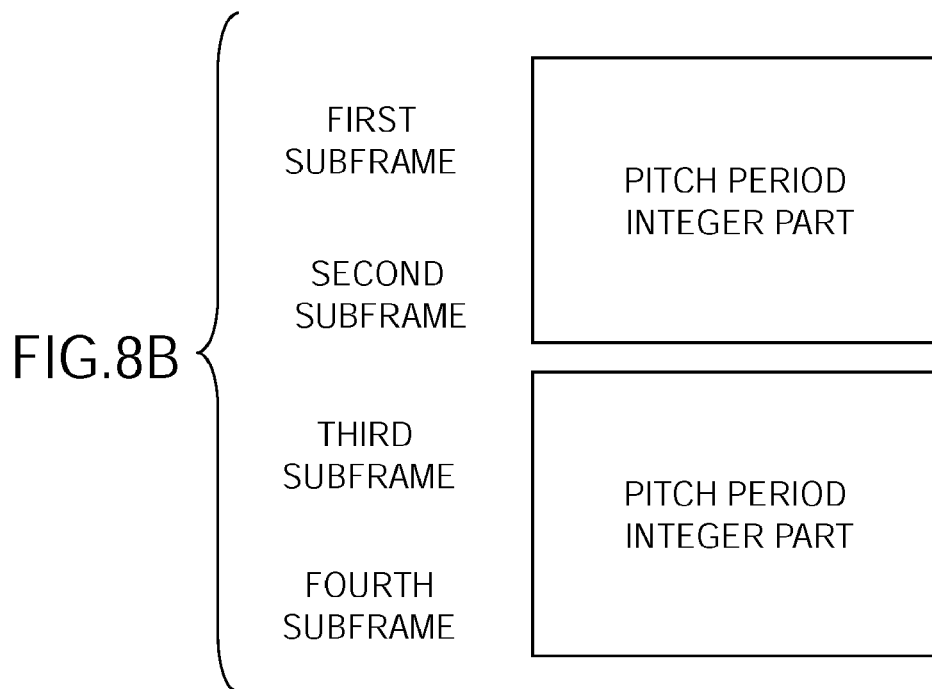 FIG.8B
FIRST
SUBFRAME
SECOND
SUBFRAME
THIRD
SUBFRAME
FOURTH
SUBFRAME
PITCH PERIOD
INTEGER PART
PITCH PERIOD
INTEGER PART